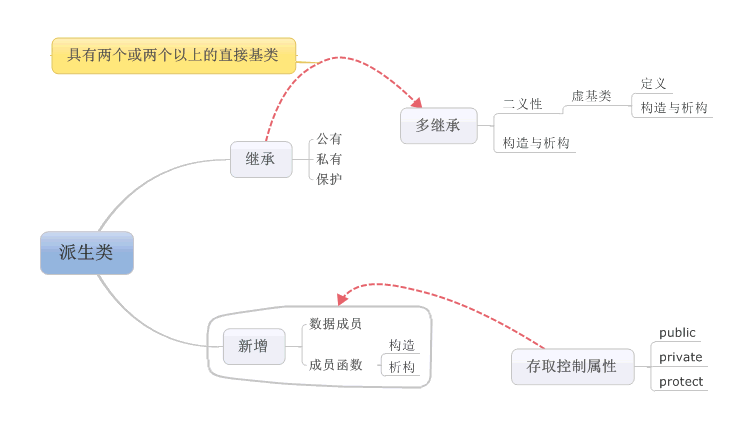 具有两个或两个以上的直接基类
多继承
二义性
虚基类
定义
构造与析构
构造与析构
继承
公有
私有
保护
派生类
新增
数据成员
成员函数
构造
析构
存取控制属性
public
private
protect